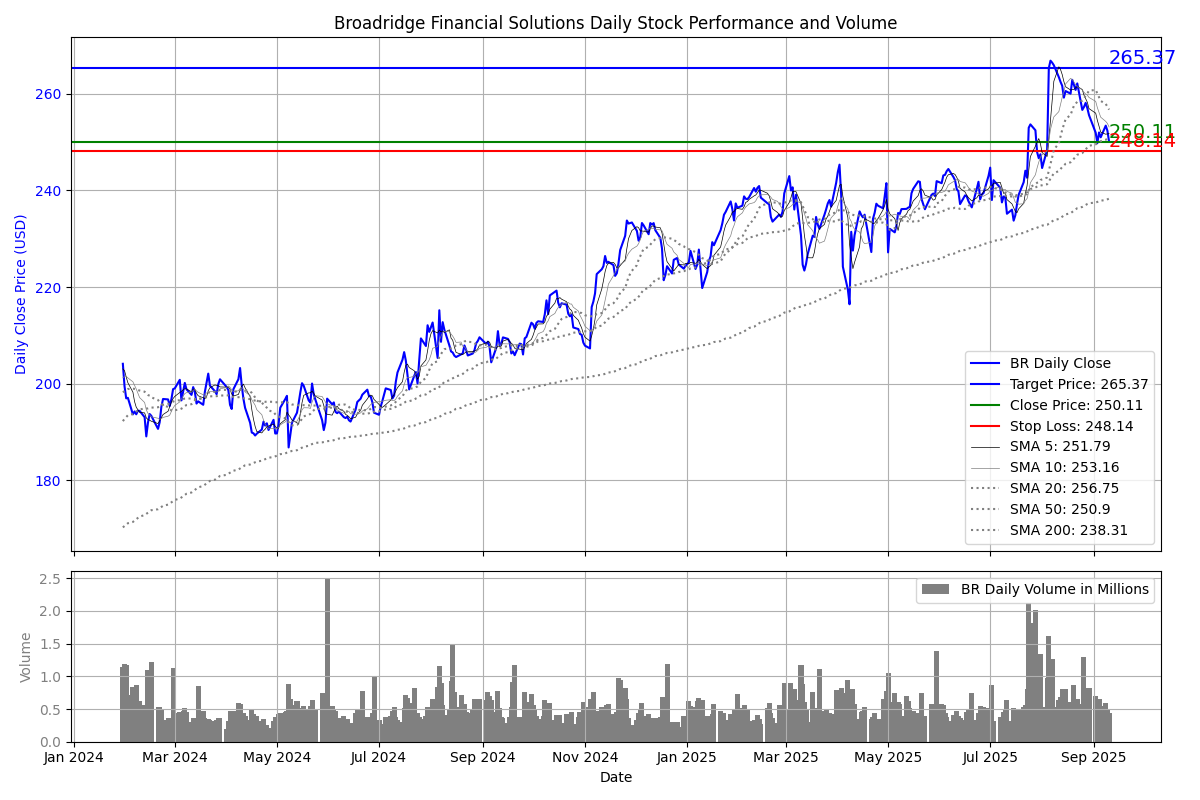 Broadridge Financial Solutions Daily Stock Performance and Volume
Daily Close Price (USD)
260
240
220
200
180
265.37
250.11
248.14
BR Daily Close
Target Price: 265.37
Close Price: 250.11
Stop Loss: 248.14
SMA 5: 251.79
SMA 10: 253.16
SMA 20: 256.75
SMA 50: 250.9
SMA 200: 238.31
Volume
2.5
2.0
1.5
1.0
0.5
0.0
BR Daily Volume in Millions
Jan 2024 Mar 2024 May 2024 Jul 2024 Sep 2024 Nov 2024 Jan 2025 Mar 2025 May 2025 Jul 2025 Sep 2025
Date